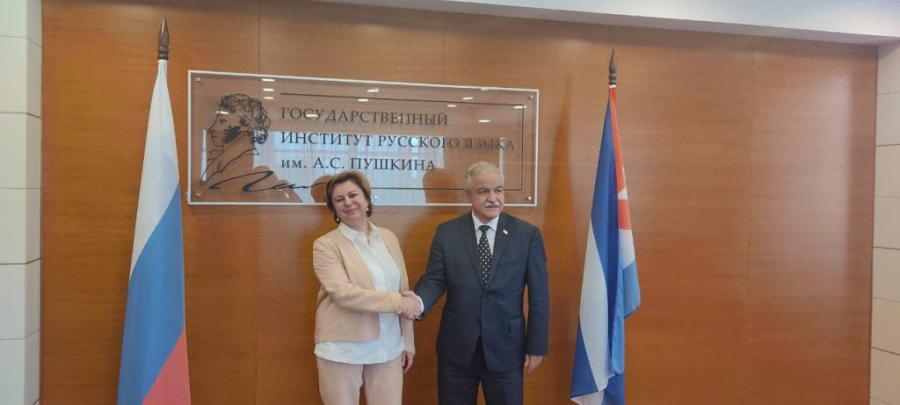 ГОСУДАРСТВЕННЫЙ
ИНСТИТУТ РУССКОГО ЯЗЫКА
им. А.С. ПУШКИНА